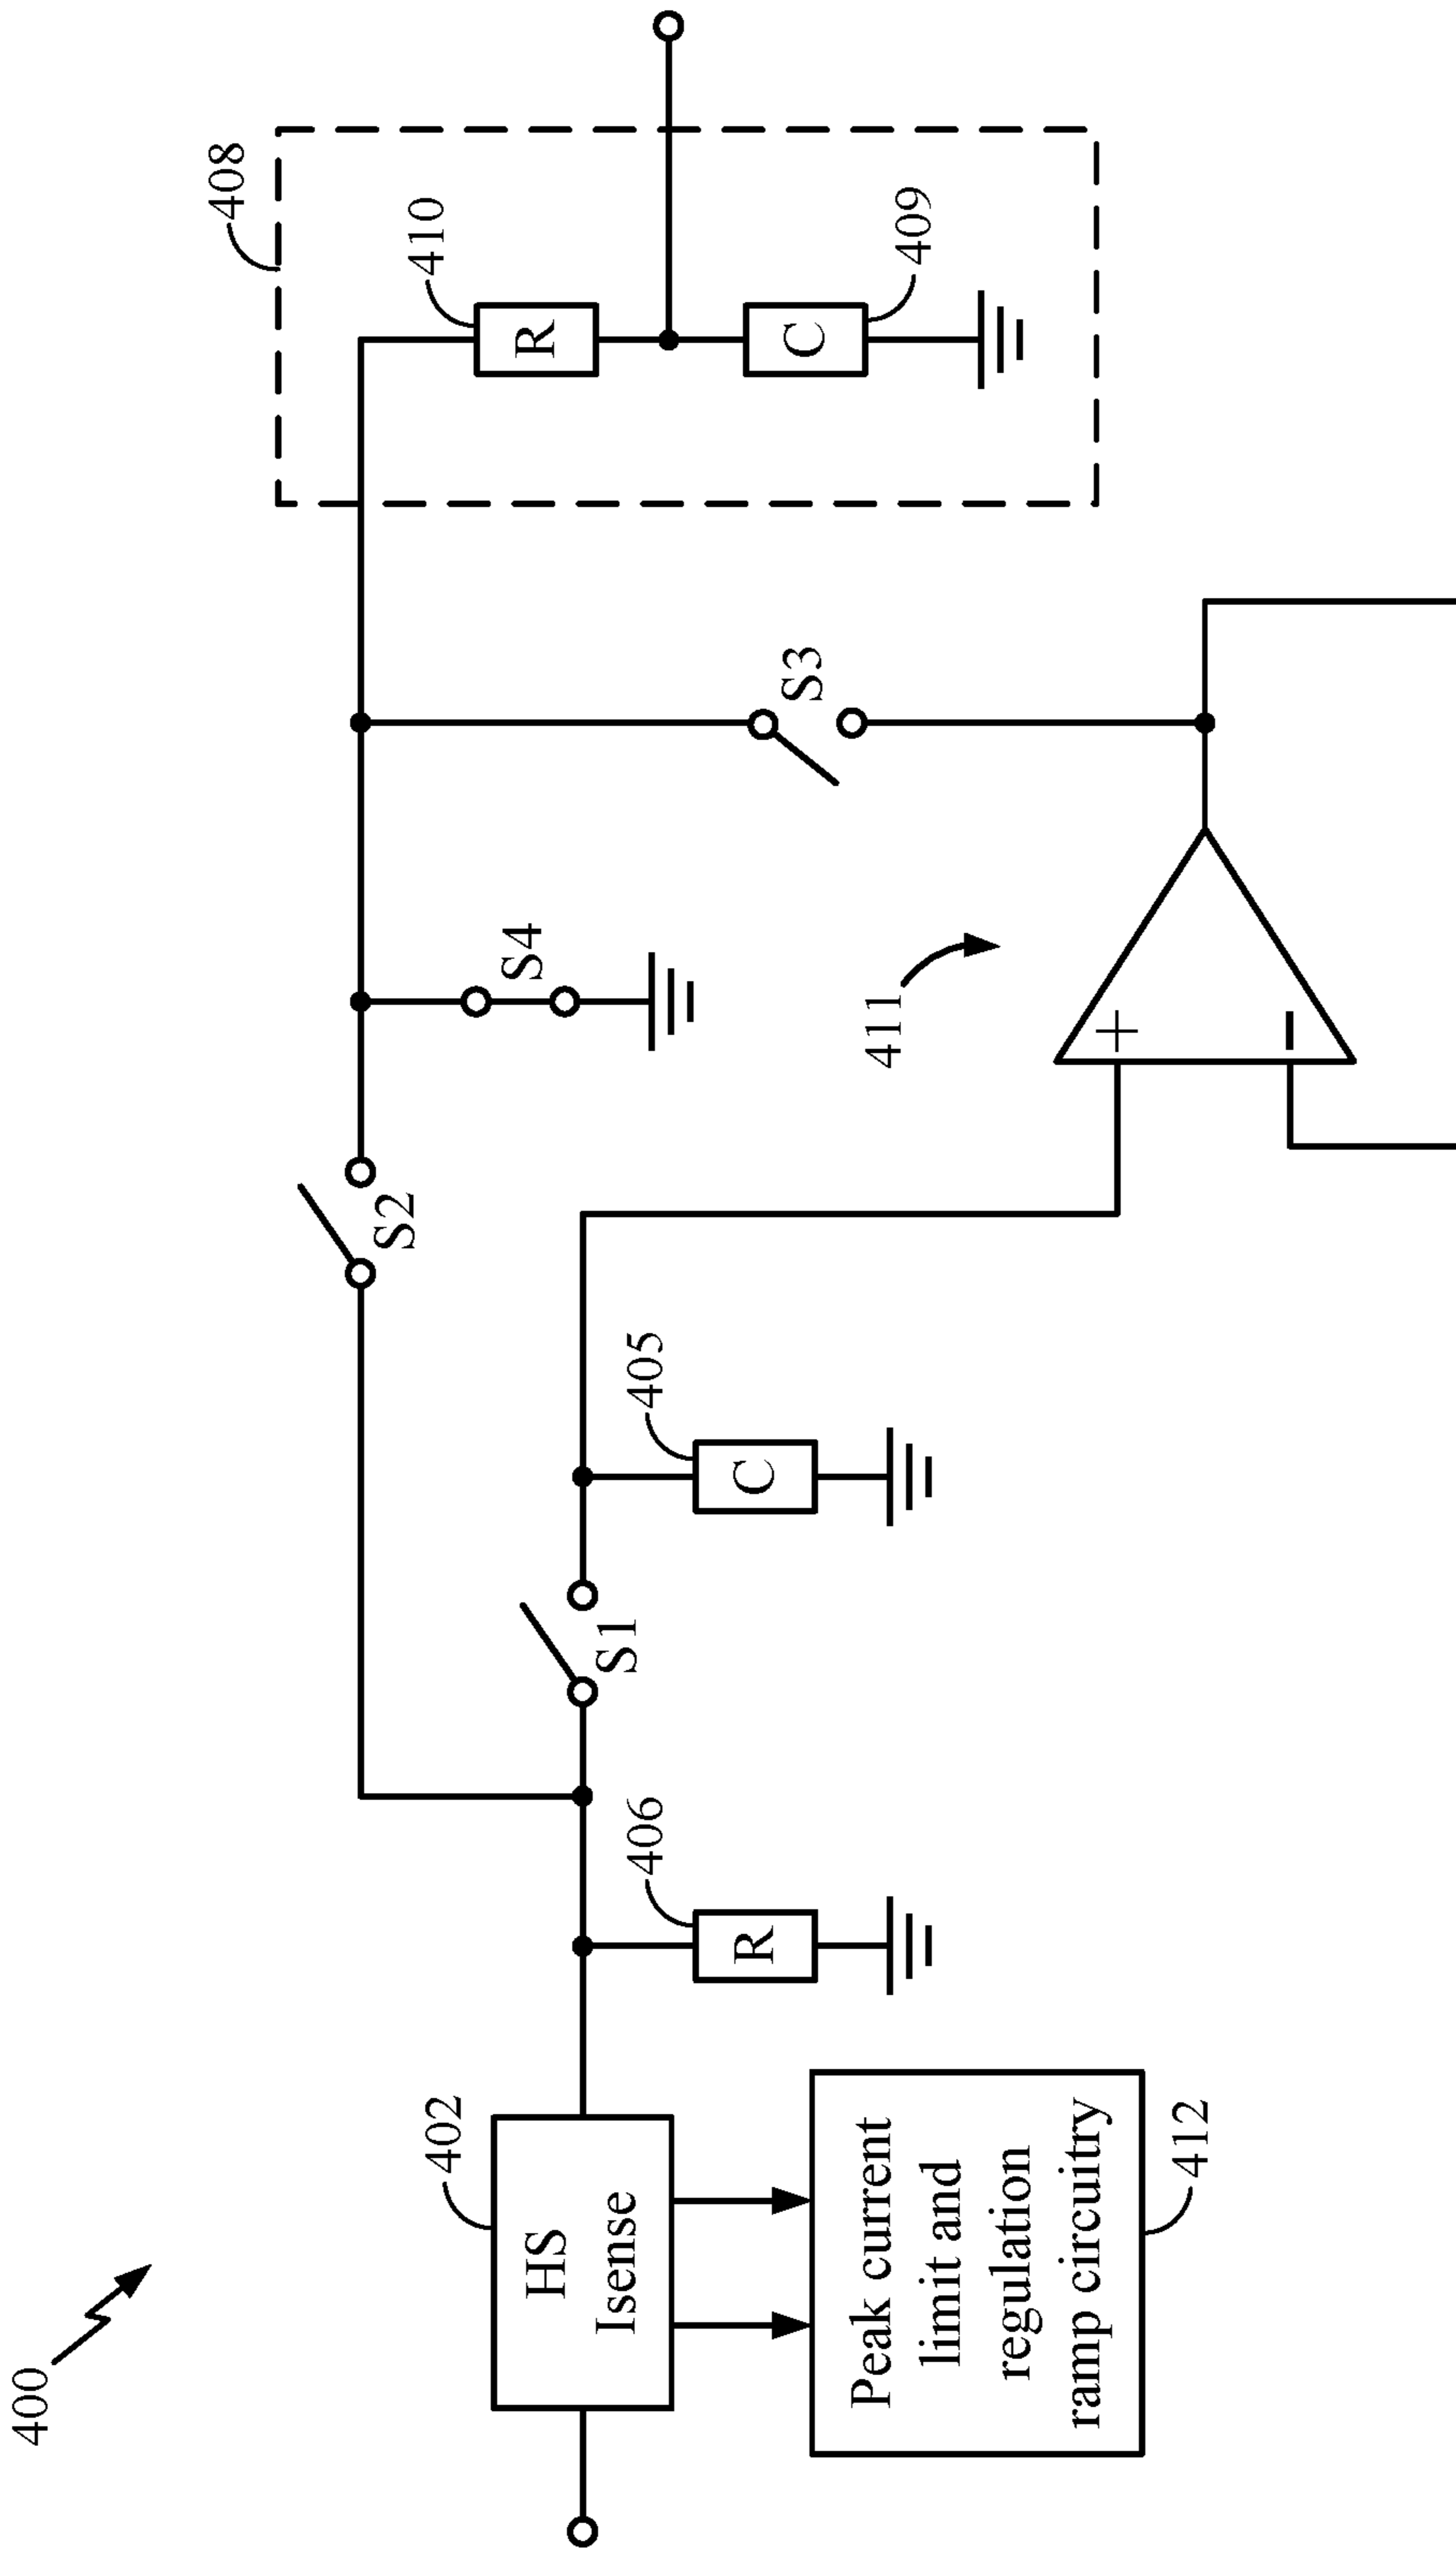 400
402
HS
Isense
Peak current
limit and
regulation
ramp circuitry
412
406
R
S1
405
C
S2
S4
411
+
−
S3
408
410
R
C
409